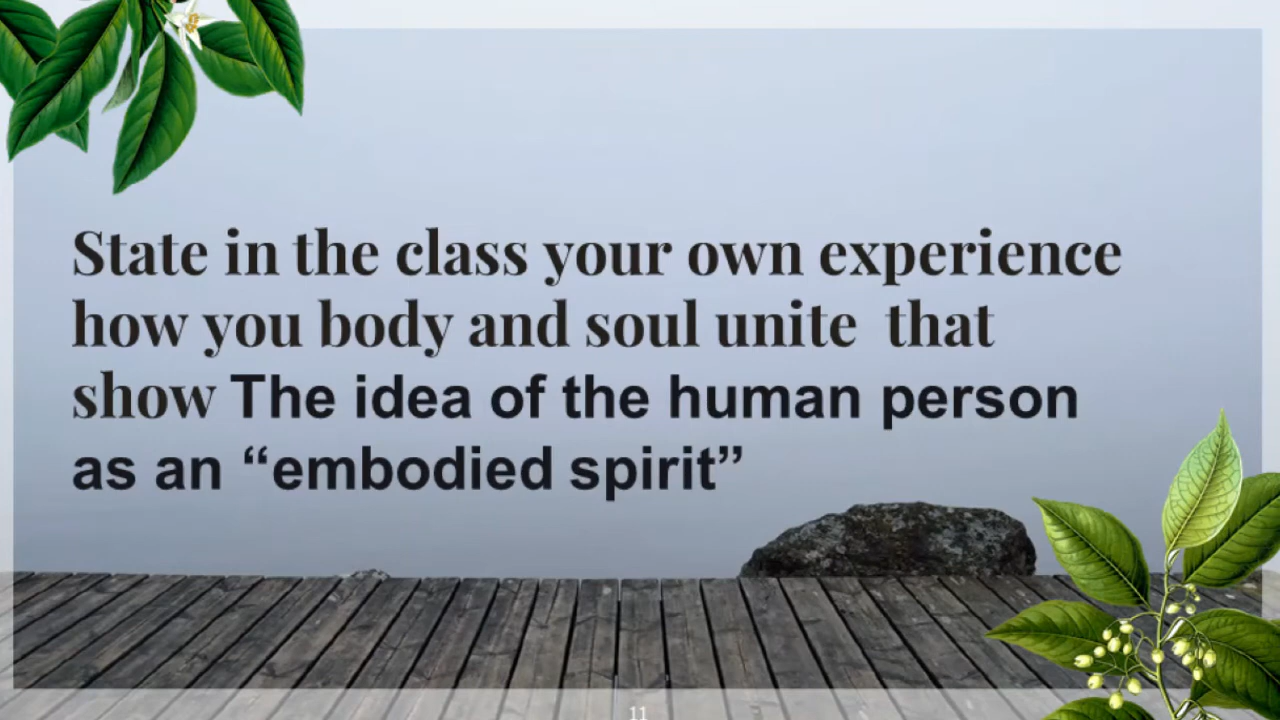 State in the class your own experience
how you body and soul unite  that
show The idea of the human person
as an “embodied spirit”
11